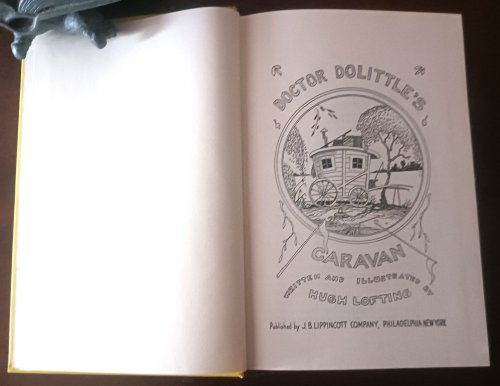 DOCTOR DOLITTLE'S
CARAVAN
WRITTEN AND ILLUSTRATED BY
HUGH LOFTING
Published by J.B. LIPPINCOTT COMPANY, PHILADELPHIA-NEW YORK